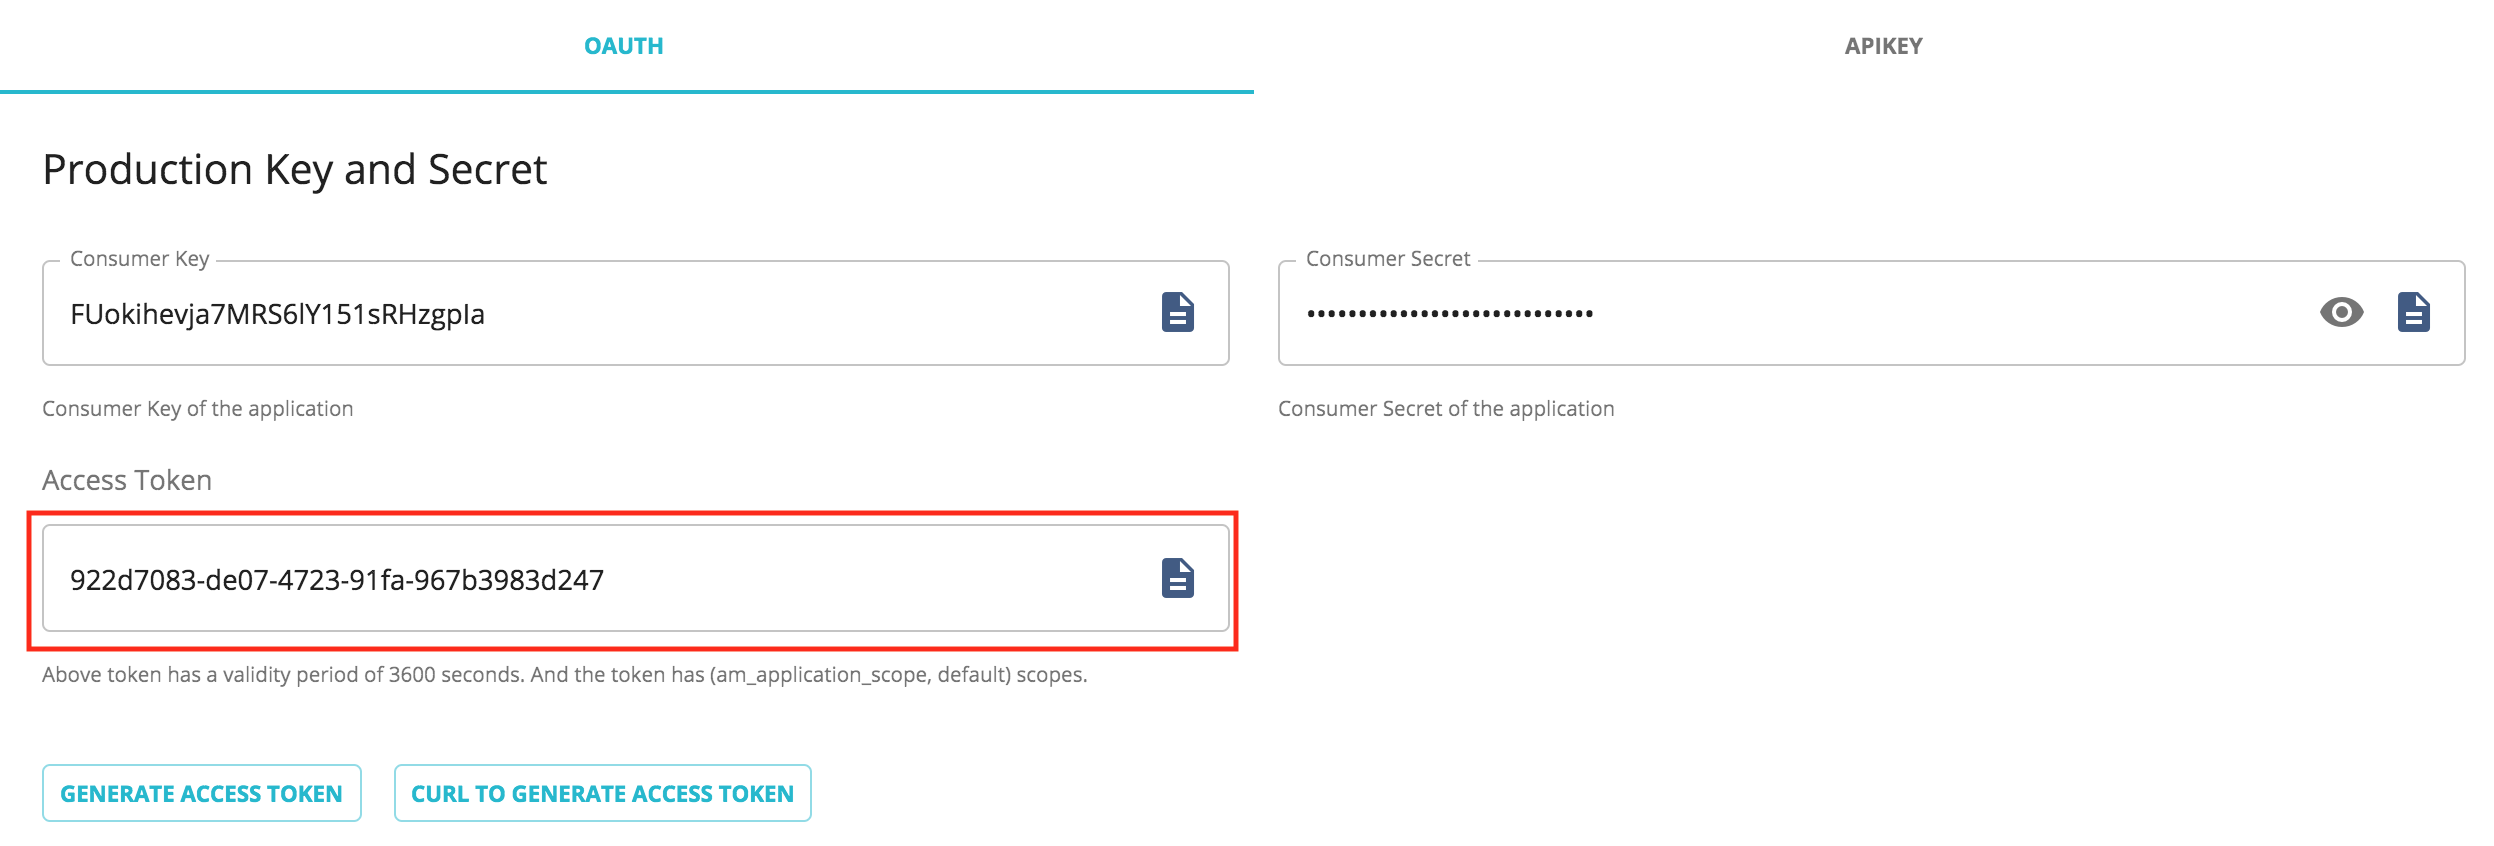 OAUTH
APIKEY
Production Key and Secret
Consumer Key
FUokihevja7MRS6lY151sRHzgpIa
Consumer Key of the application
Consumer Secret
••••••••••••••••••••••••••••
Consumer Secret of the application
Access Token
922d7083-de07-4723-91fa-967b3983d247
Above token has a validity period of 3600 seconds. And the token has (am_application_scope, default) scopes.
GENERATE ACCESS TOKEN
CURL TO GENERATE ACCESS TOKEN